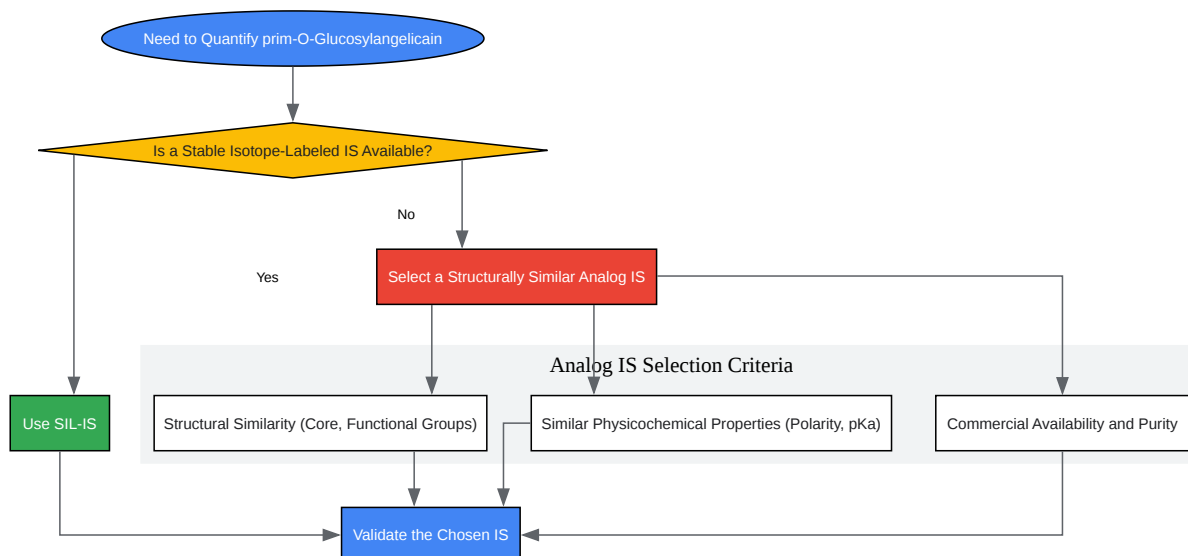 Need to Quantify prim-O-Glucosylangelicain
Is a Stable Isotope-Labeled IS Available?
No
Yes
Select a Structurally Similar Analog IS
Analog IS Selection Criteria
Use SIL-IS
Structural Similarity (Core, Functional Groups)
Similar Physicochemical Properties (Polarity, pKa)
Commercial Availability and Purity
Validate the Chosen IS